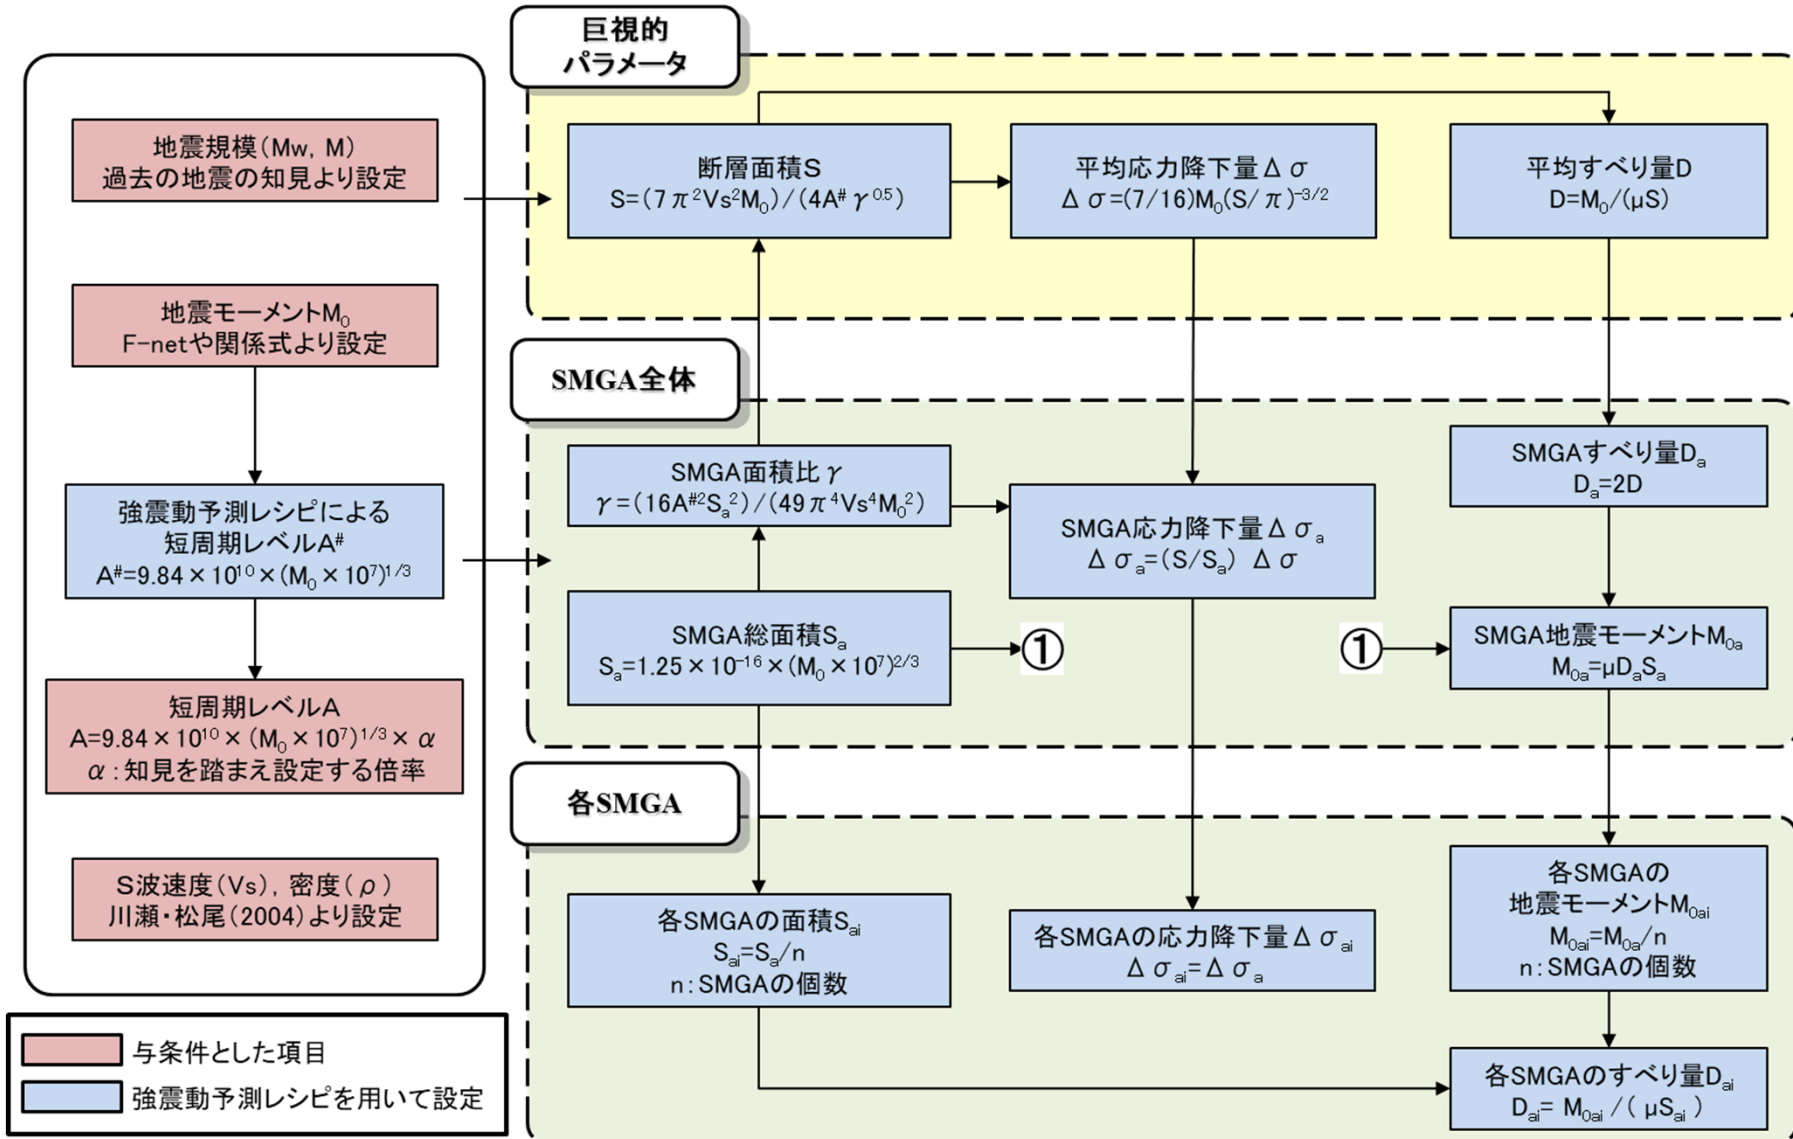 地震規模(Mw, M)
過去の地震の知見より設定
地震モーメントM₀
F-netや関係式より設定
強震動予測レシピによる
短周期レベルA#
A#=9.84×10¹⁰×(M₀×10⁷)¹/³
短周期レベルA
A=9.84×10¹⁰×(M₀×10⁷)¹/³×α
α:知見を踏まえ設定する倍率
S波速度(Vs), 密度(ρ)
川瀬・松尾(2004)より設定
与条件とした項目
強震動予測レシピを用いて設定
巨視的
パラメータ
断層面積S
S=(7π²Vs²M₀)/(4A#γ⁰·⁵)
平均応力降下量Δσ
Δσ=(7/16)M₀(S/π)⁻³/²
平均すべり量D
D=M₀/(μS)
SMGA全体
SMGA面積比γ
γ=(16A#²Sₐ²)/(49π⁴Vs⁴M₀²)
SMGA総面積Sₐ
Sₐ=1.25×10⁻¹⁶×(M₀×10⁷)²/³
①
SMGA応力降下量Δσₐ
Δσₐ=(S/Sₐ) Δσ
SMGAすべり量Dₐ
Dₐ=2D
①
SMGA地震モーメントM₀ₐ
M₀ₐ=μDₐSₐ
各SMGA
各SMGAの面積Sₐᵢ
Sₐᵢ=Sₐ/n
n:SMGAの個数
各SMGAの応力降下量Δσₐᵢ
Δσₐᵢ=Δσₐ
各SMGAの
地震モーメントM₀ₐᵢ
M₀ₐᵢ=M₀ₐ/n
n:SMGAの個数
各SMGAのすべり量Dₐᵢ
Dₐᵢ= M₀ₐᵢ/(μSₐᵢ)